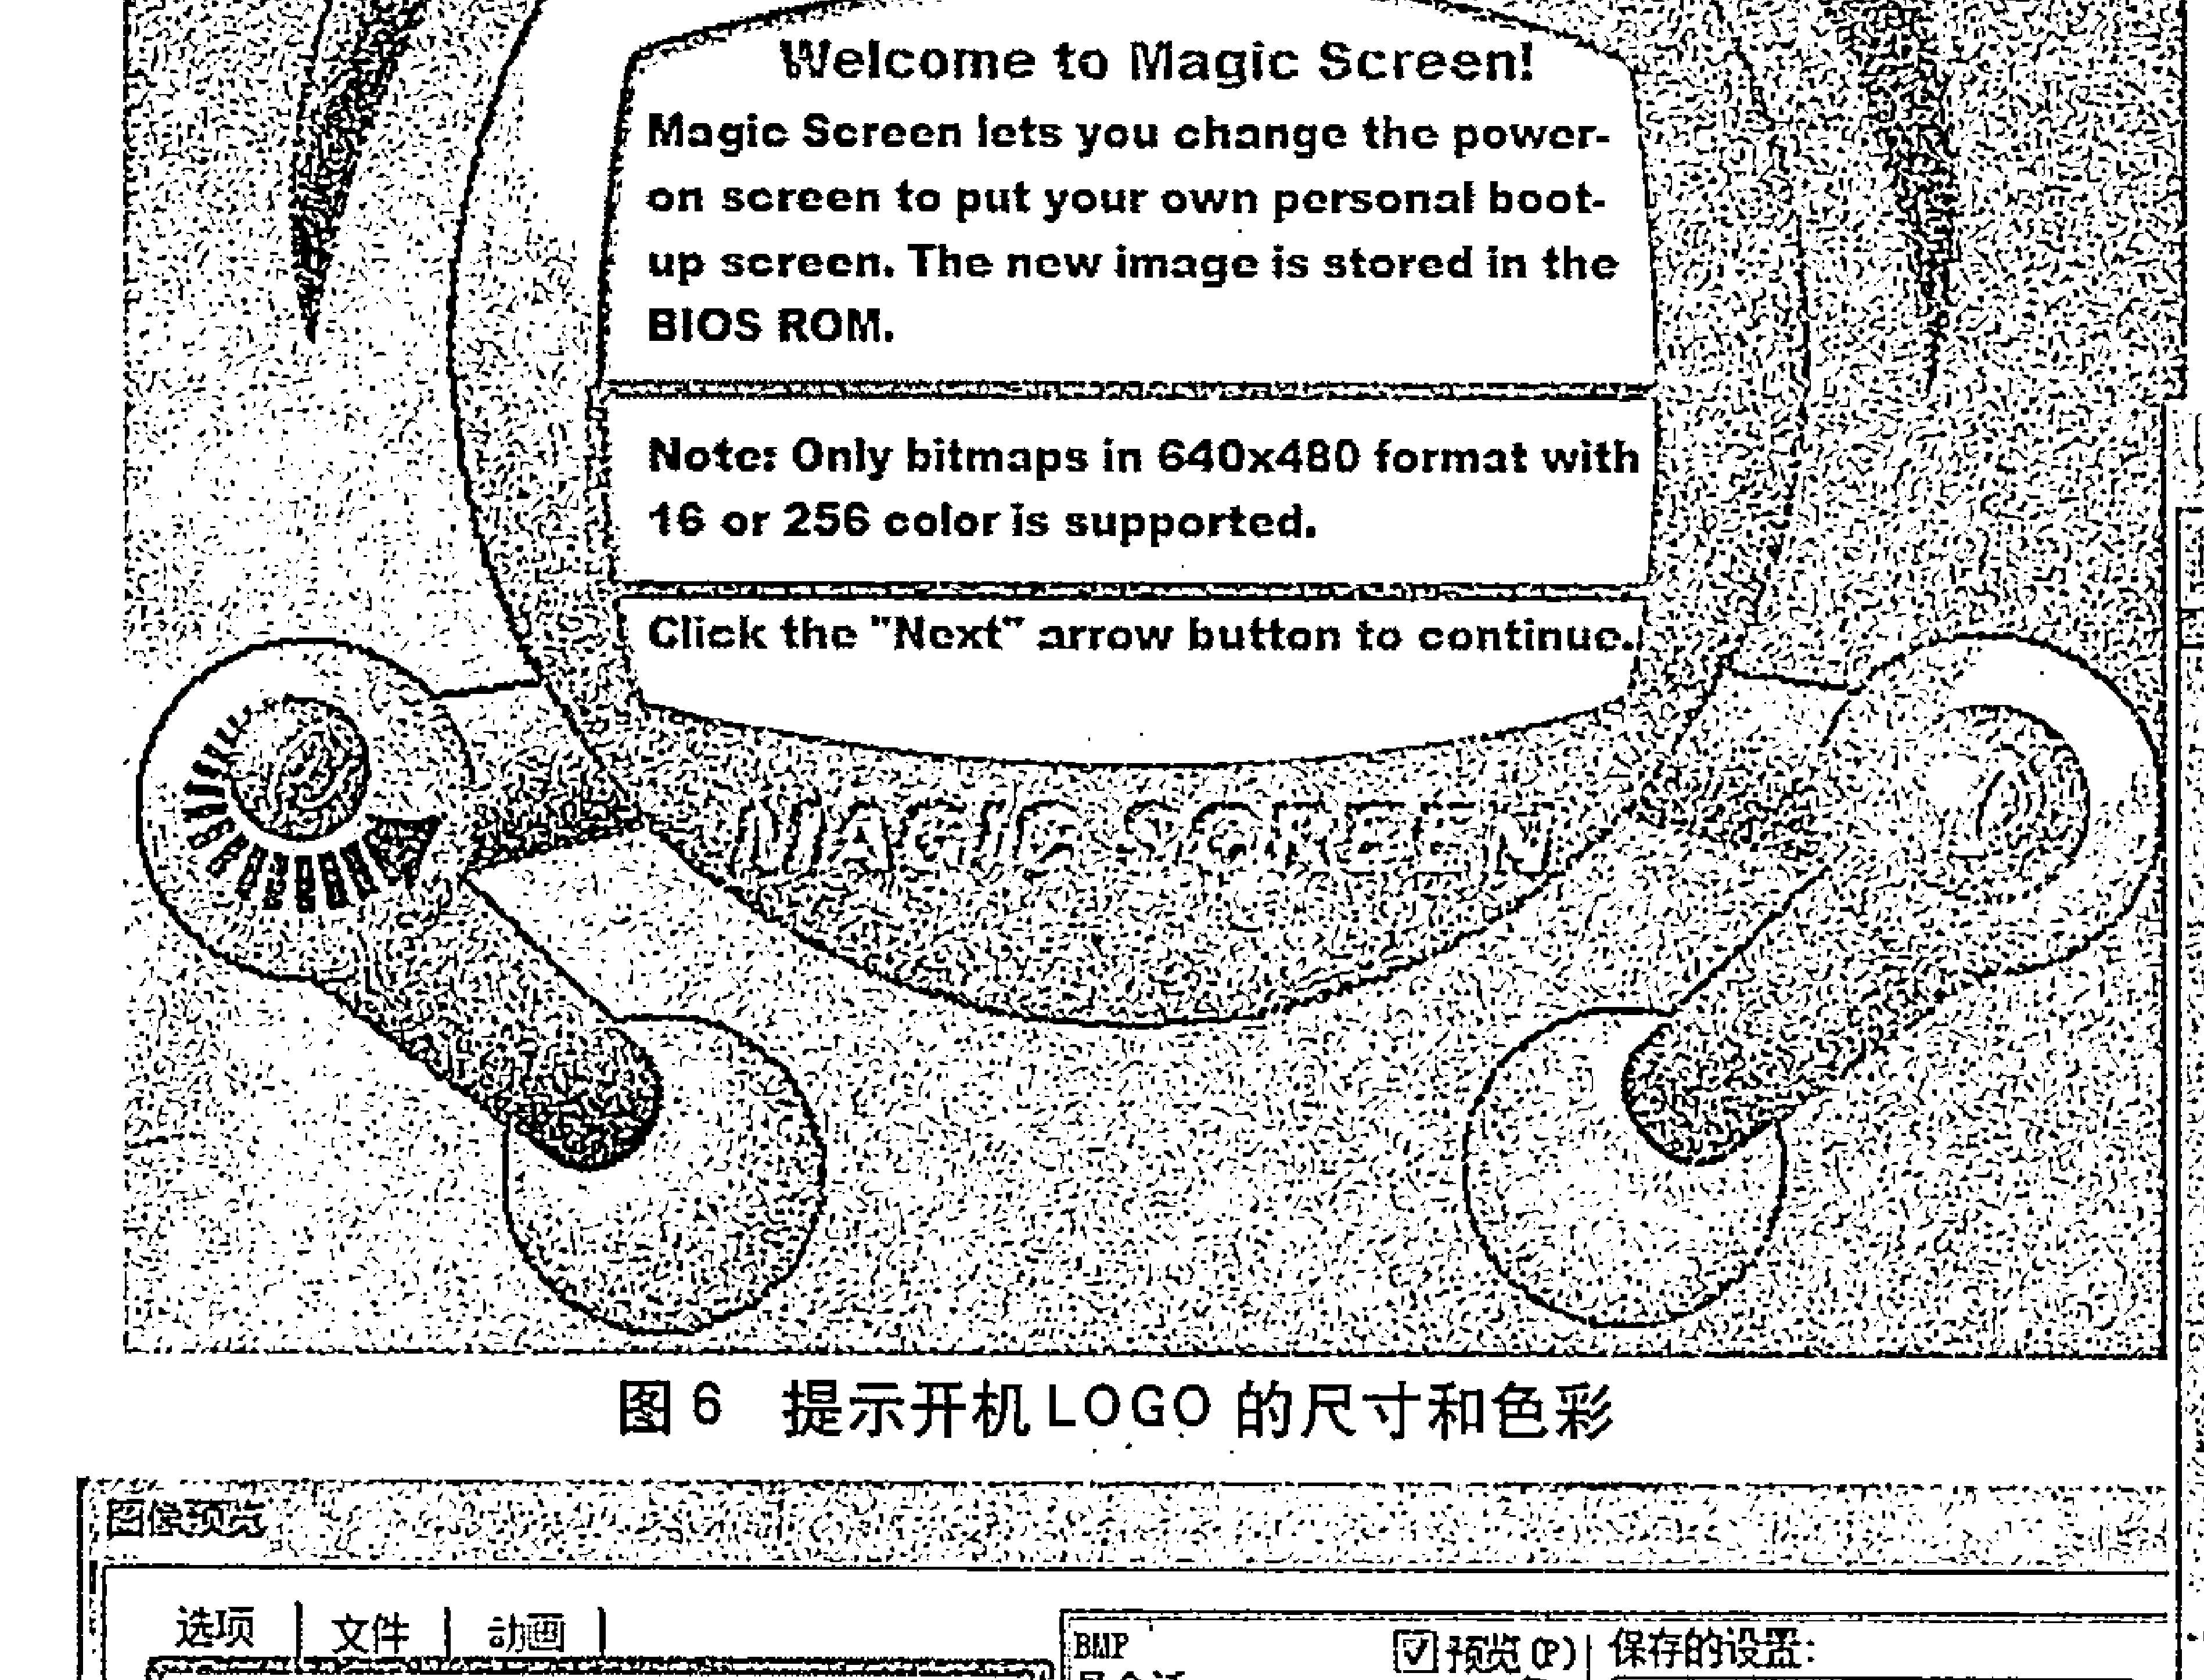 Welcome to Magic Screen!
Magic Screen lets you change the power-
on screen to put your own personal boot-
up screen. The new image is stored in the
BIOS ROM.
Note: Only bitmaps in 640x480 format with
16 or 256 color is supported.
Click the "Next" arrow button to continue.
MAGIC SCREEN
图6 提示开机LOGO的尺寸和色彩
图像预览
选项 文件 动画
BMP 预览(P) 保存的设置: